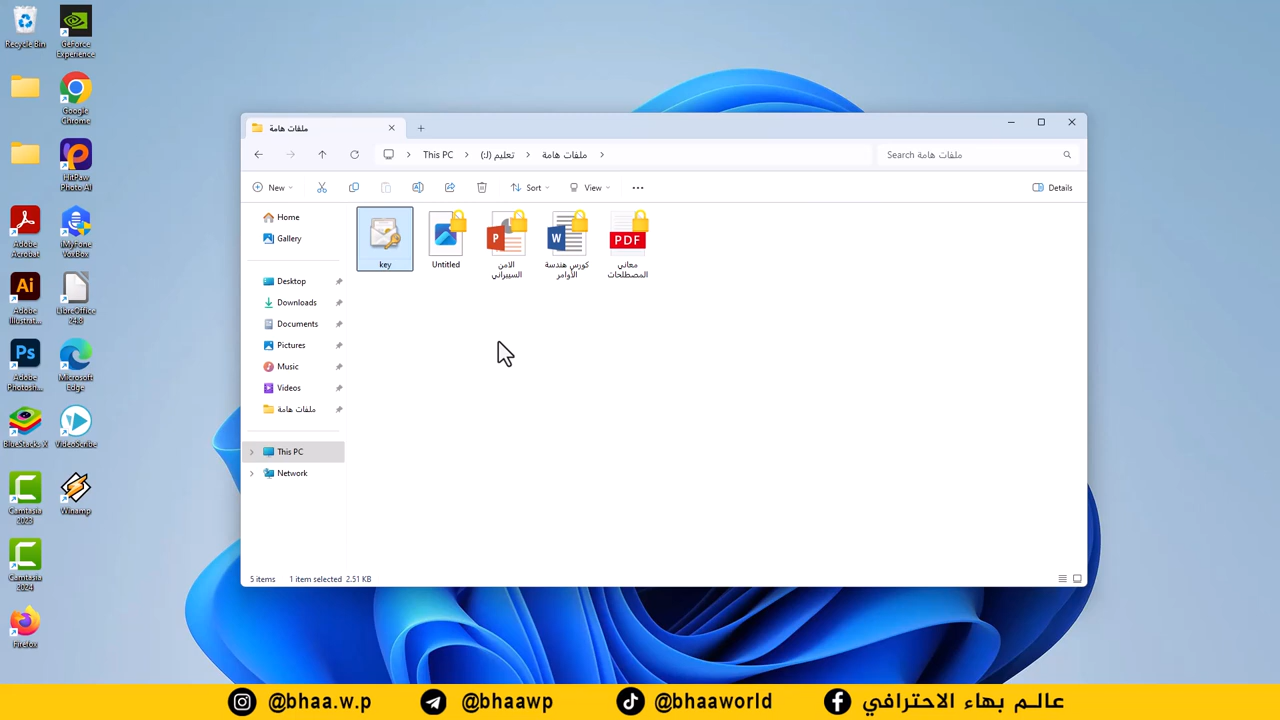 Recycle Bin
GeForce
Experience
Google
Chrome
HitPaw
Photo AI
Adobe
Acrobat
iMyFone
VoxBox
Adobe
Illustrat...
LibreOffice
24.8
Adobe
Photosh...
Microsoft
Edge
BlueStacks X
VideoScribe
Camtasia
2023
Winamp
Camtasia
2024
Firefox
ملفات هامة
This PC
تعليم (J:)
ملفات هامة
Search ملفات هامة
New
Sort
View
Details
Home
Gallery
Desktop
Downloads
Documents
Pictures
Music
Videos
ملفات هامة
This PC
Network
key
Untitled
P
الامن
السيبراني
W
كورس هندسة
الأوامر
PDF
معاني
المصطلحات
5 items 1 item selected 2.51 KB
@bhaa.w.p @bhaawp @bhaaworld عالم بهاء الاحترافي